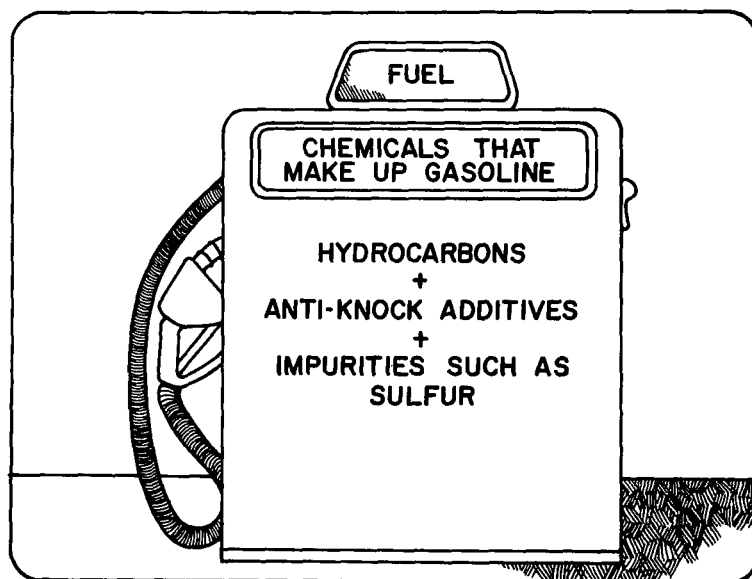 FUEL
CHEMICALS THAT
MAKE UP GASOLINE
HYDROCARBONS
+
ANTI-KNOCK ADDITIVES
+
IMPURITIES SUCH AS
SULFUR